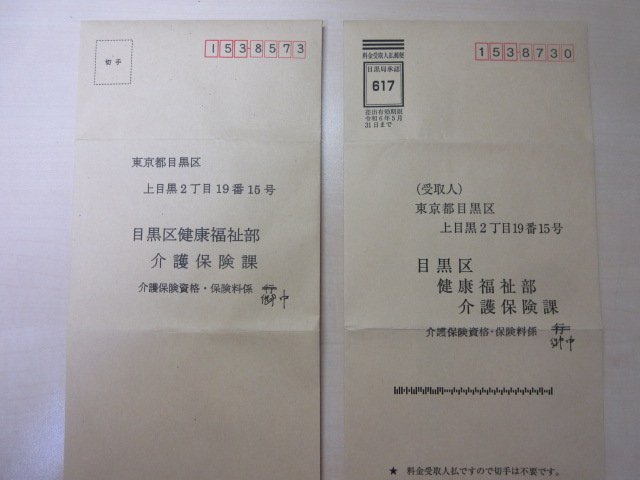 153-8573
切手
東京都目黒区
上目黒2丁目19番15号
目黒区健康福祉部
介護保険課
介護保険資格・保険料係 行
御中
料金受取人払郵便
1538730
目黒局承認
617
差出有効期限
令和6年5月
31日まで
(受取人)
東京都目黒区
上目黒2丁目19番15号
目黒区
健康福祉部
介護保険課
介護保険資格・保険料係 行
御中
★ 料金受取人払ですので切手は不要です。